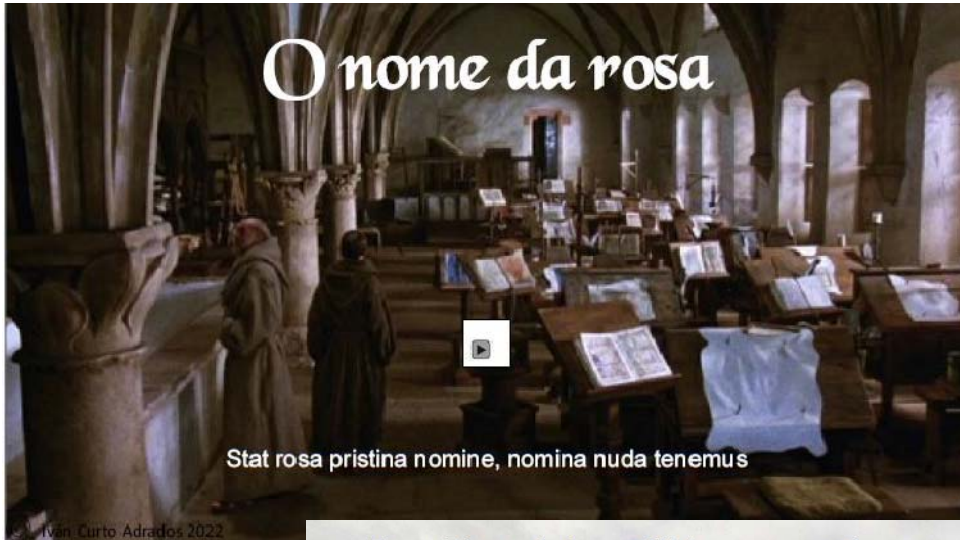 O nome da rosa
Stat rosa pristina nomine, nomina nuda tenemus
Iván Curto Adrados 2022